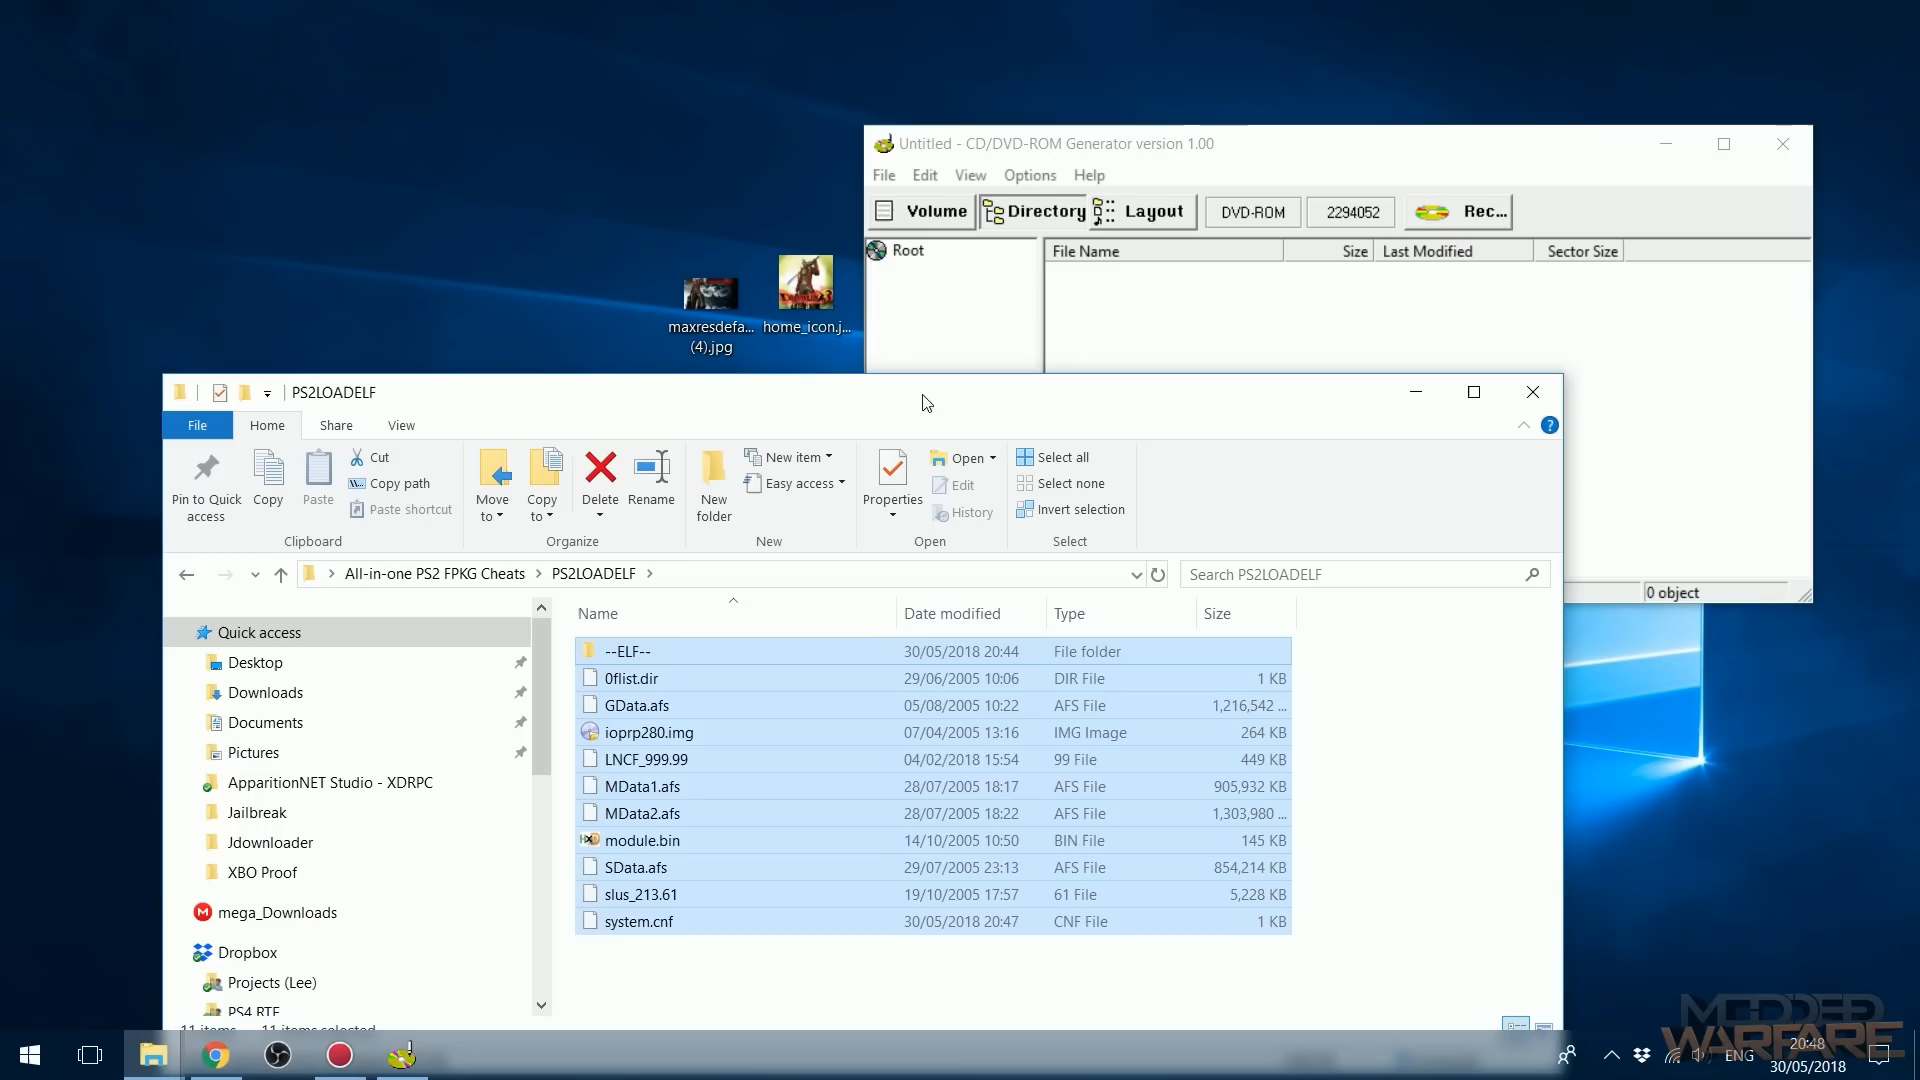 Untitled - CD/DVD-ROM Generator version 1.00
File Edit View Options Help
Volume Directory Layout DVD-ROM 2294052 Rec...
Root
File Name Size Last Modified Sector Size
0 object
maxresdefa... (4).jpg
home_icon.j...
PS2LOADELF
File Home Share View
Pin to Quick access
Copy
Paste
Cut
Copy path
Paste shortcut
Clipboard
Move to
Copy to
Delete
Rename
Organize
New folder
New item
Easy access
New
Properties
Open
Edit
History
Open
Select all
Select none
Invert selection
Select
All-in-one PS2 FPKG Cheats > PS2LOADELF >
Search PS2LOADELF
Quick access
Desktop
Downloads
Documents
Pictures
ApparitionNET Studio - XDRPC
Jailbreak
Jdownloader
XBO Proof
mega_Downloads
Dropbox
Projects (Lee)
PS4 RTE
Name Date modified Type Size
--ELF-- 30/05/2018 20:44 File folder
0flist.dir 29/06/2005 10:06 DIR File 1 KB
GData.afs 05/08/2005 10:22 AFS File 1,216,542 ...
ioprp280.img 07/04/2005 13:16 IMG Image 264 KB
LNCF_999.99 04/02/2018 15:54 99 File 449 KB
MData1.afs 28/07/2005 18:17 AFS File 905,932 KB
MData2.afs 28/07/2005 18:22 AFS File 1,303,980 ...
module.bin 14/10/2005 10:50 BIN File 145 KB
SData.afs 29/07/2005 23:13 AFS File 854,214 KB
slus_213.61 19/10/2005 17:57 61 File 5,228 KB
system.cnf 30/05/2018 20:47 CNF File 1 KB
11 items 11 items selected
MODDED
WARFARE
ENG
20:48
30/05/2018